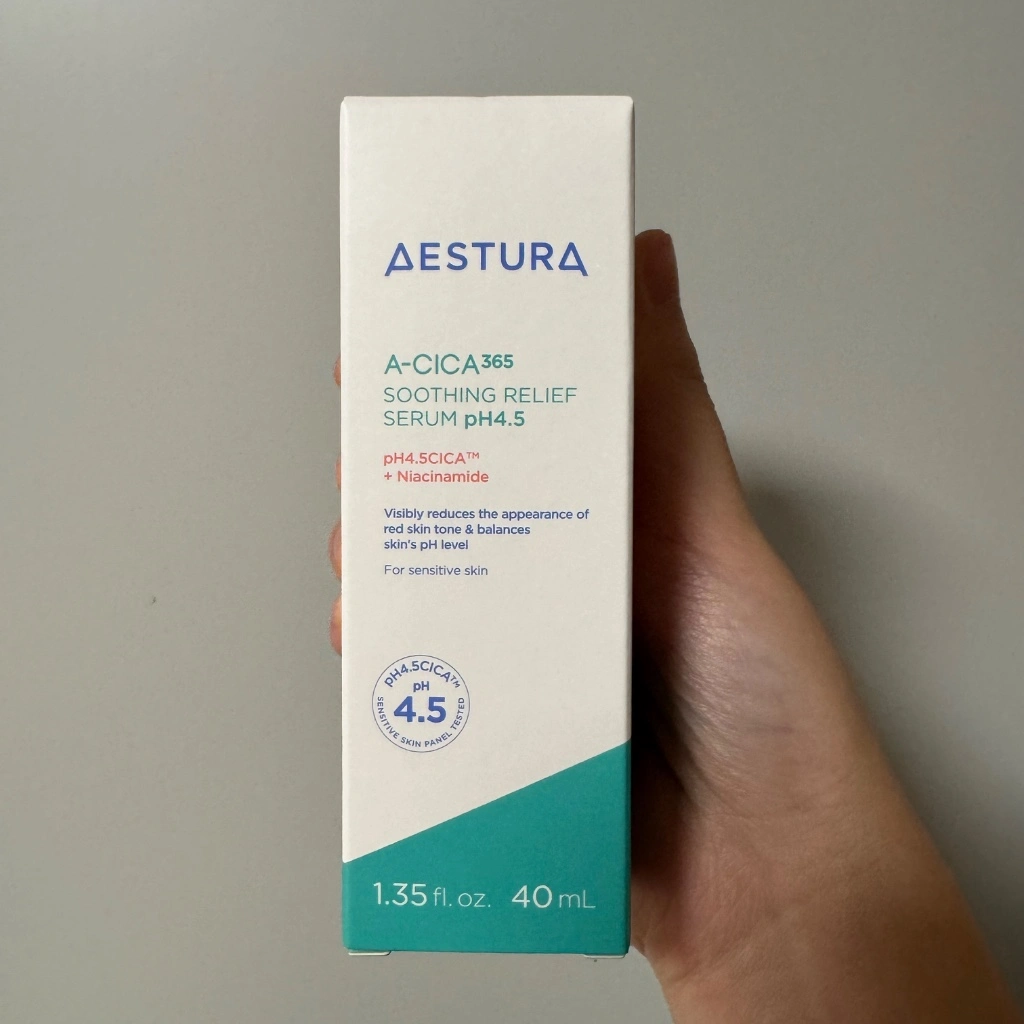 AESTURA
A-CICA 365
SOOTHING RELIEF
SERUM pH4.5
pH4.5CICA™
+ Niacinamide
Visibly reduces the appearance of
red skin tone & balances
skin's pH level
For sensitive skin
pH4.5CICA™
pH
4.5
SENSITIVE SKIN PANEL TESTED
1.35 fl. oz. 40 mL